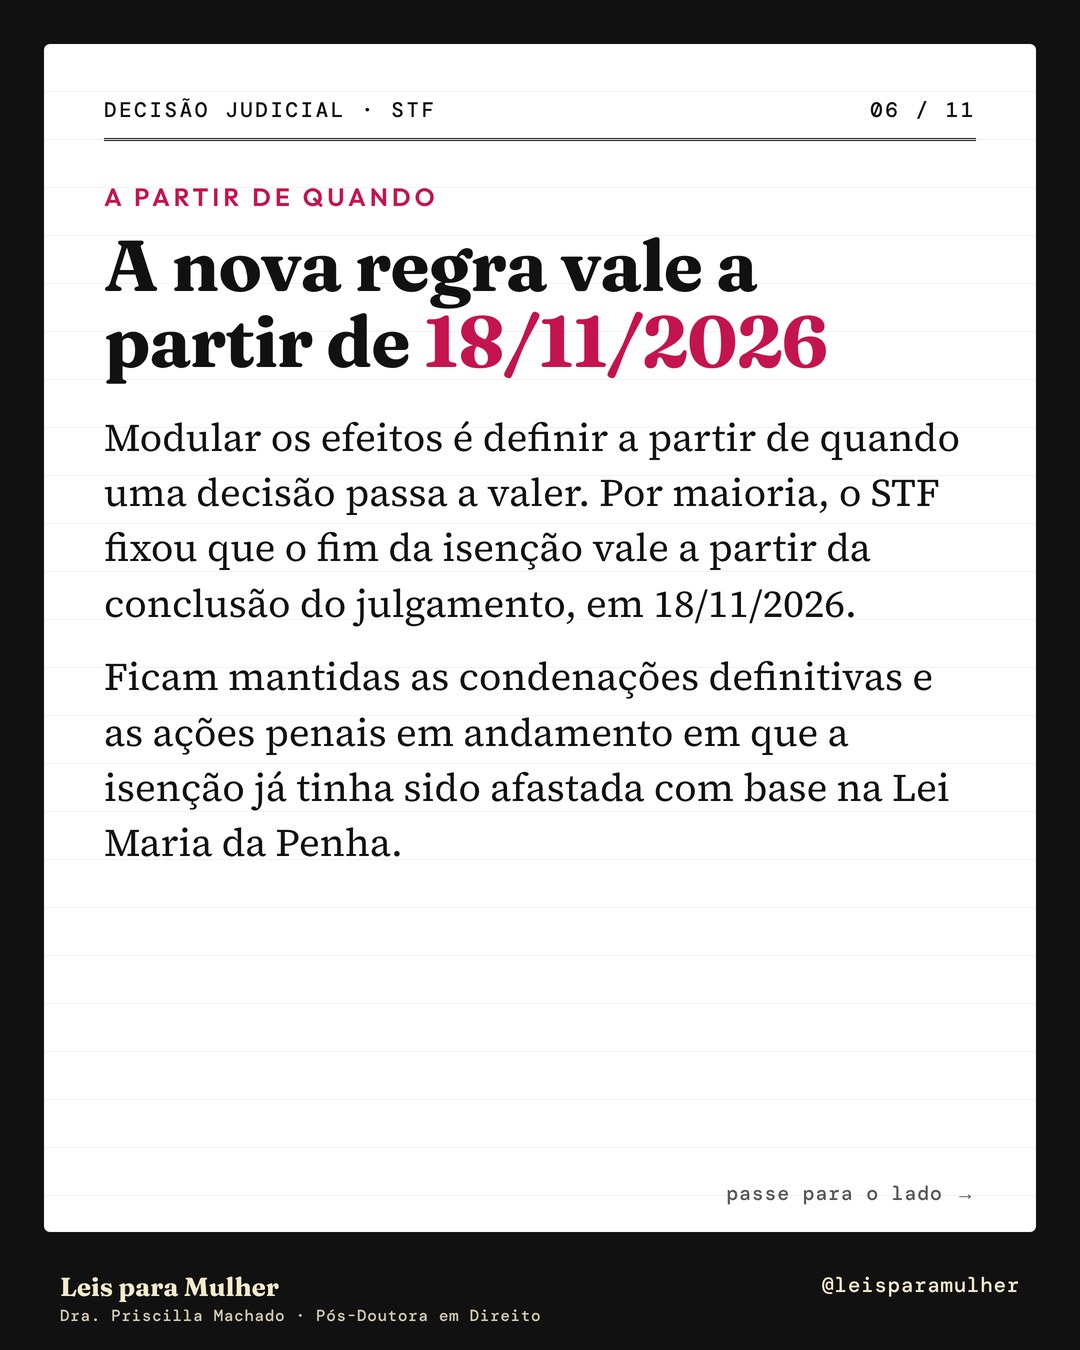 DECISÃO JUDICIAL · STF
06 / 11
A PARTIR DE QUANDO
A nova regra vale a
partir de 18/11/2026
Modular os efeitos é definir a partir de quando
uma decisão passa a valer. Por maioria, o STF
fixou que o fim da isenção vale a partir da
conclusão do julgamento, em 18/11/2026.
Ficam mantidas as condenações definitivas e
as ações penais em andamento em que a
isenção já tinha sido afastada com base na Lei
Maria da Penha.
passe para o lado →
Leis para Mulher
Dra. Priscilla Machado · Pós-Doutora em Direito
@leisparamulher